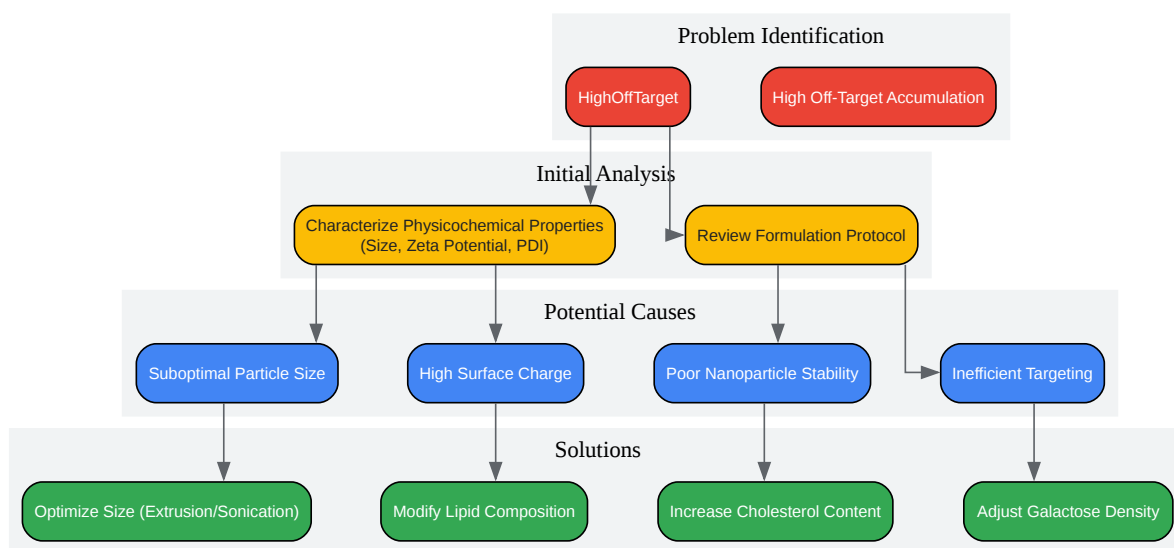 Problem Identification
HighOffTarget
High Off-Target Accumulation
Initial Analysis
Characterize Physicochemical Properties
(Size, Zeta Potential, PDI)
Review Formulation Protocol
Potential Causes
Suboptimal Particle Size
High Surface Charge
Poor Nanoparticle Stability
Inefficient Targeting
Solutions
Optimize Size (Extrusion/Sonication)
Modify Lipid Composition
Increase Cholesterol Content
Adjust Galactose Density